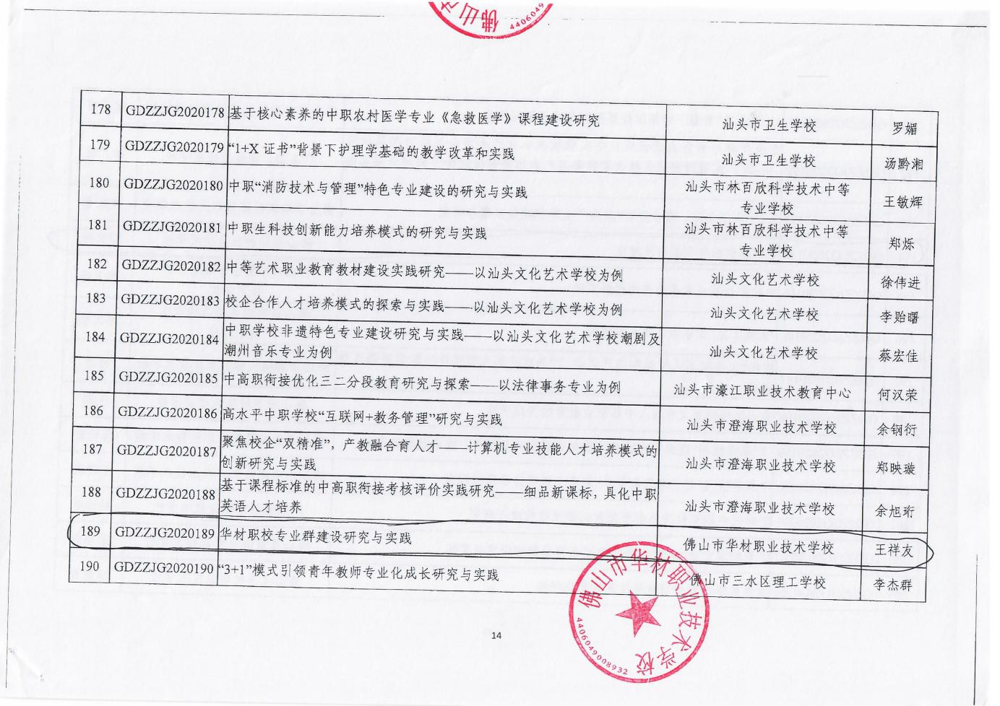 佛山市
4406049
178 GDZZJG2020178 基于核心素养的中职农村医学专业《急救医学》课程建设研究 汕头市卫生学校 罗媚
179 GDZZJG2020179 “1+X 证书”背景下护理学基础的教学改革和实践 汕头市卫生学校 汤黔湘
180 GDZZJG2020180 中职“消防技术与管理”特色专业建设的研究与实践 汕头市林百欣科学技术中等
专业学校 王敏辉
181 GDZZJG2020181 中职生科技创新能力培养模式的研究与实践 汕头市林百欣科学技术中等
专业学校 郑烁
182 GDZZJG2020182 中等艺术职业教育教材建设实践研究——以汕头文化艺术学校为例 汕头文化艺术学校 徐伟进
183 GDZZJG2020183 校企合作人才培养模式的探索与实践——以汕头文化艺术学校为例 汕头文化艺术学校 李贻曙
184 GDZZJG2020184 中职学校非遗特色专业建设研究与实践——以汕头文化艺术学校潮剧及
潮州音乐专业为例 汕头文化艺术学校 蔡宏佳
185 GDZZJG2020185 中高职衔接优化三二分段教育研究与探索——以法律事务专业为例 汕头市濠江职业技术教育中心 何汉荣
186 GDZZJG2020186 高水平中职学校“互联网+教务管理”研究与实践 汕头市澄海职业技术学校 余钢衍
187 GDZZJG2020187 聚焦校企“双精准”，产教融合育人才——计算机专业技能人才培养模式的
创新研究与实践 汕头市澄海职业技术学校 郑映璇
188 GDZZJG2020188 基于课程标准的中高职衔接考核评价实践研究——细品新课标，具化中职
英语人才培养 汕头市澄海职业技术学校 余旭珩
189 GDZZJG2020189 华材职校专业群建设研究与实践 佛山市华材职业技术学校 王祥友
190 GDZZJG2020190 “3+1”模式引领青年教师专业化成长研究与实践 佛山市三水区理工学校 李杰群
佛山市华材职业技术学校
4406049008932
14